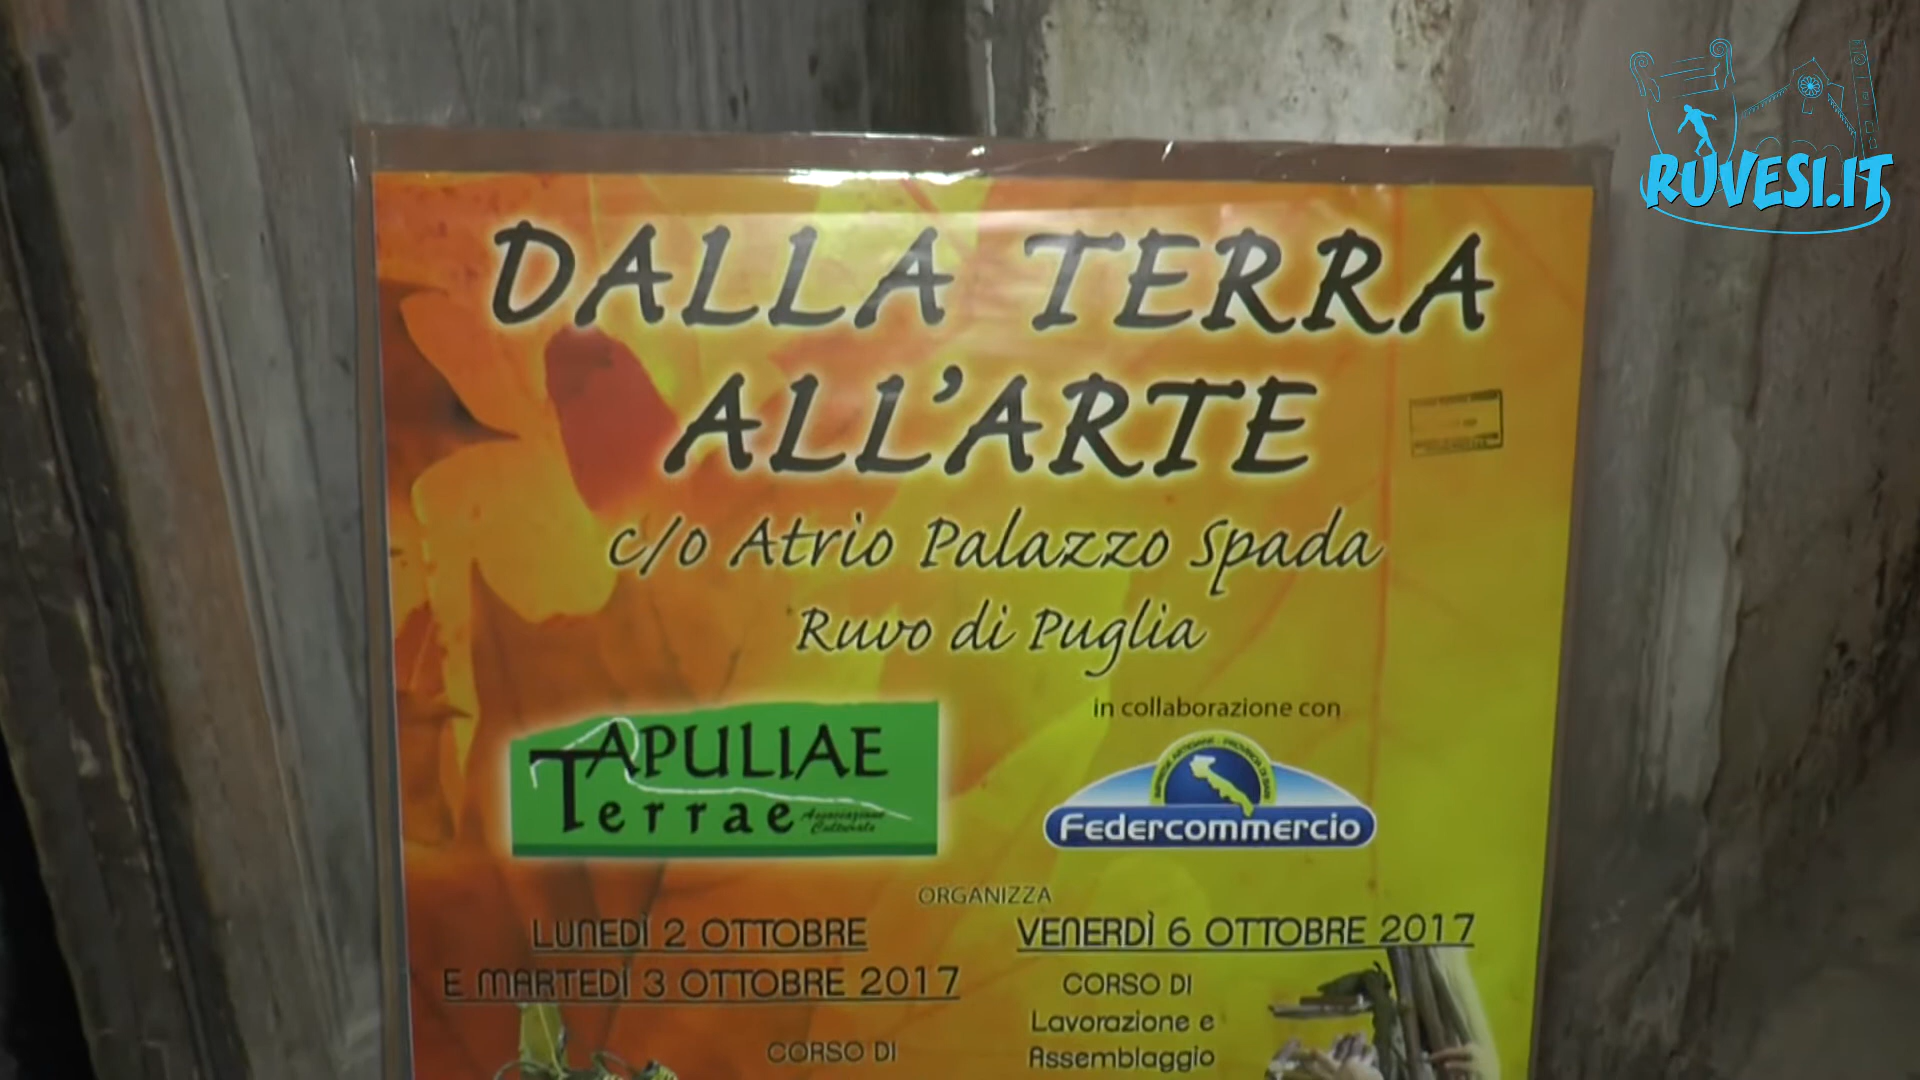 RUVESI.IT
DALLA TERRA
ALL'ARTE
c/o Atrio Palazzo Spada
Ruvo di Puglia
APULIAE
Terrae
Associazione
Culturale
in collaborazione con
Federcommercio
ORGANIZZA
LUNEDÌ 2 OTTOBRE
E MARTEDÌ 3 OTTOBRE 2017
CORSO DI
VENERDÌ 6 OTTOBRE 2017
CORSO DI
Lavorazione e
Assemblaggio